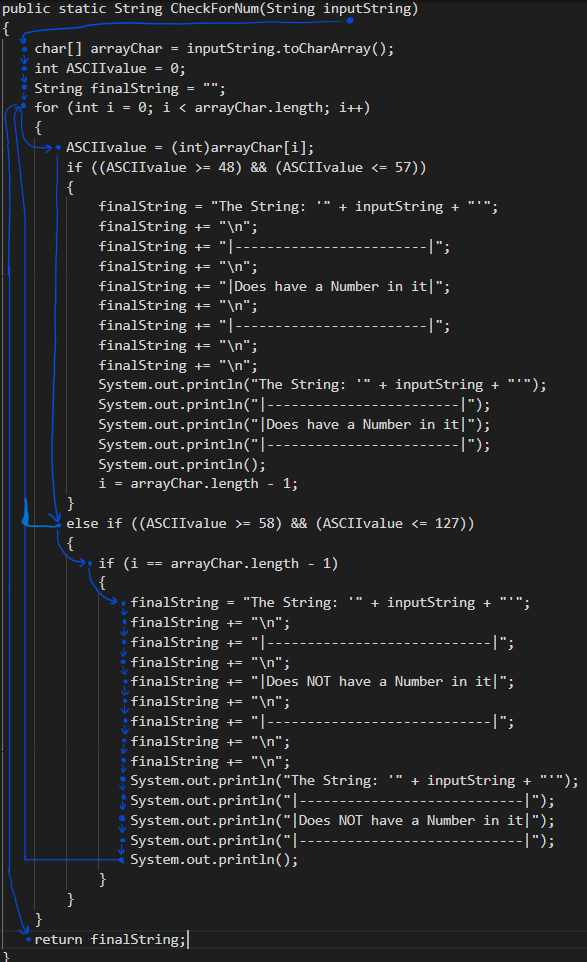 public static String CheckForNum(String inputString)
{
char[] arrayChar = inputString.toCharArray();
int ASCIIvalue = 0;
String finalString = "";
for (int i = 0; i < arrayChar.length; i++)
{
ASCIIvalue = (int)arrayChar[i];
if ((ASCIIvalue >= 48) && (ASCIIvalue <= 57))
{
finalString = "The String: '" + inputString + "'";
finalString += "\n";
finalString += "|------------------------|";
finalString += "\n";
finalString += "|Does have a Number in it|";
finalString += "\n";
finalString += "|------------------------|";
finalString += "\n";
finalString += "\n";
System.out.println("The String: '" + inputString + "'");
System.out.println("|------------------------|");
System.out.println("|Does have a Number in it|");
System.out.println("|------------------------|");
System.out.println();
i = arrayChar.length - 1;
}
else if ((ASCIIvalue >= 58) && (ASCIIvalue <= 127))
{
if (i == arrayChar.length - 1)
{
finalString = "The String: '" + inputString + "'";
finalString += "\n";
finalString += "|----------------------------|";
finalString += "\n";
finalString += "|Does NOT have a Number in it|";
finalString += "\n";
finalString += "|----------------------------|";
finalString += "\n";
finalString += "\n";
System.out.println("The String: '" + inputString + "'");
System.out.println("|----------------------------|");
System.out.println("|Does NOT have a Number in it|");
System.out.println("|----------------------------|");
System.out.println();
}
}
}
return finalString;
}